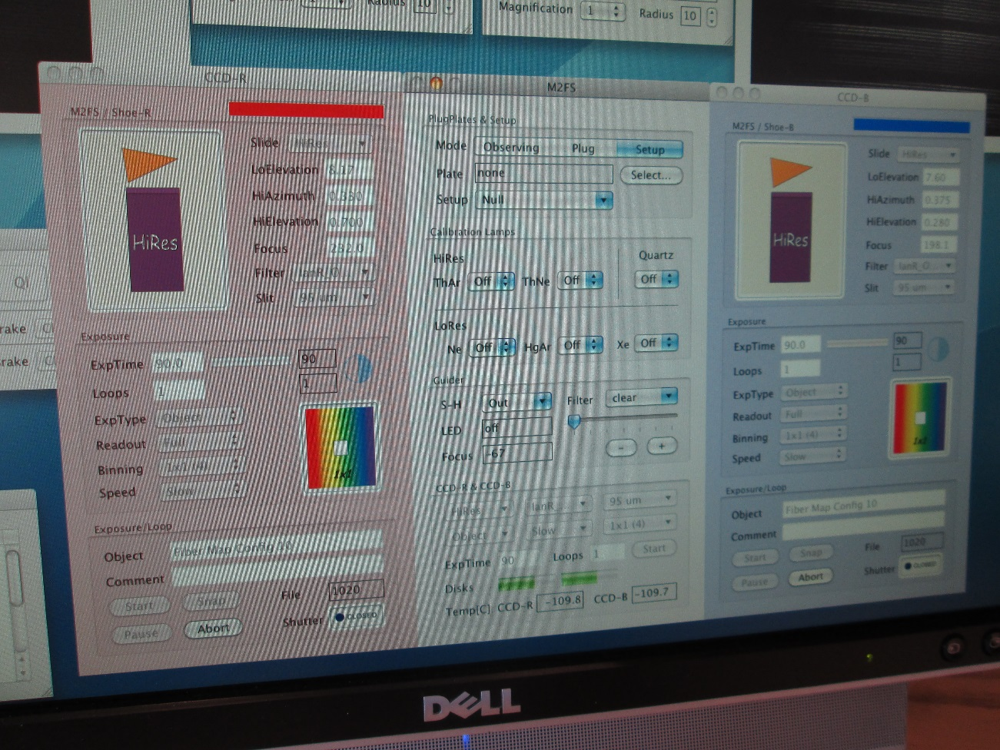 Radius 10
Magnification 1 Radius 10
CCD-R
M2FS / Shoe-R
HiRes
Slide HiRes
LoElevation 8.17
HiAzimuth 0.330
HiElevation 0.700
Focus 232.0
Filter IanR_O...
Slit 95 um
Exposure
ExpTime 90.0 90
Loops 1 1
ExpType Object
Readout Full
Binning 1x1 (4)
Speed Slow
1x1
Exposure/Loop
Object Fiber Map Config 10
Comment
Start Snap File 1020
Pause Abort Shutter CLOSED
M2FS
PlugPlates & Setup
Mode Observing Plug Setup
Plate none Select...
Setup Null
Calibration Lamps
HiRes Quartz
ThAr Off ThNe Off Off
LoRes
Ne Off HgAr Off Xe Off
Guider
S-H Out Filter clear
LED off
Focus -67 - +
CCD-R & CCD-B
HiRes IanR_... 95 um
Object Slow 1x1 (4)
ExpTime 90 Loops 1 Start
Disks
Temp[C] CCD-R -109.8 CCD-B -109.7
CCD-B
M2FS / Shoe-B
HiRes
Slide HiRes
LoElevation 7.60
HiAzimuth 0.375
HiElevation 0.280
Focus 198.1
Filter IanR_O...
Slit 95 um
Exposure
ExpTime 90.0 90
Loops 1 1
ExpType Object
Readout Full
Binning 1x1 (4)
Speed Slow
1x1
Exposure/Loop
Object Fiber Map Config 10
Comment
Start Snap File 1020
Pause Abort Shutter CLOSED
DELL